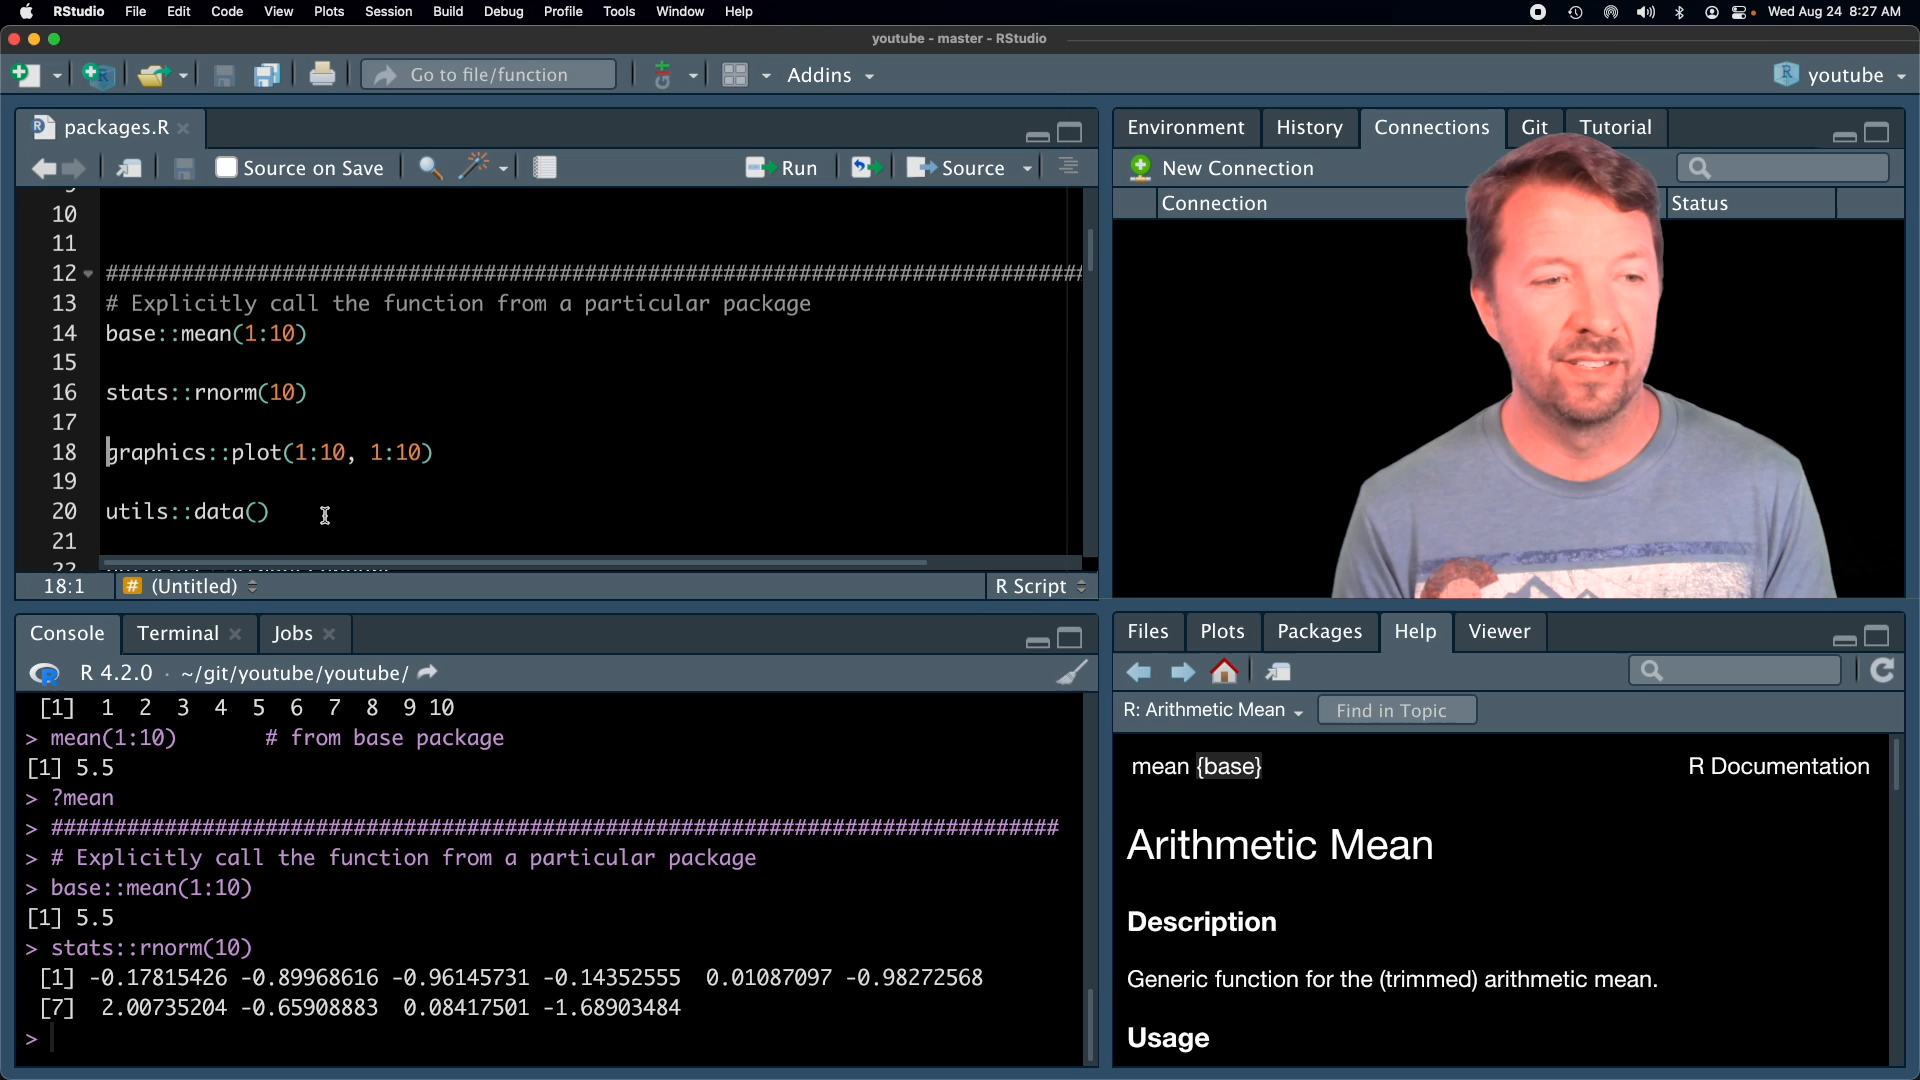 RStudio File Edit Code View Plots Session Build Debug Profile Tools Window Help Wed Aug 24 8:27 AM
youtube - master - RStudio
Go to file/function Addins youtube
packages.R
Source on Save Run Source
10
11
12 ##############################################################################
13 # Explicitly call the function from a particular package
14 base::mean(1:10)
15
16 stats::rnorm(10)
17
18 graphics::plot(1:10, 1:10)
19
20 utils::data()
21
22
18:1 # (Untitled) R Script
Environment History Connections Git Tutorial
New Connection
Connection Status
Console Terminal Jobs
R 4.2.0 · ~/git/youtube/youtube/
[1] 1 2 3 4 5 6 7 8 9 10
> mean(1:10) # from base package
[1] 5.5
> ?mean
> ################################################################################
> # Explicitly call the function from a particular package
> base::mean(1:10)
[1] 5.5
> stats::rnorm(10)
[1] -0.17815426 -0.89968616 -0.96145731 -0.14352555 0.01087097 -0.98272568
[7] 2.00735204 -0.65908883 0.08417501 -1.68903484
>
Files Plots Packages Help Viewer
R: Arithmetic Mean Find in Topic
mean {base} R Documentation
Arithmetic Mean
Description
Generic function for the (trimmed) arithmetic mean.
Usage